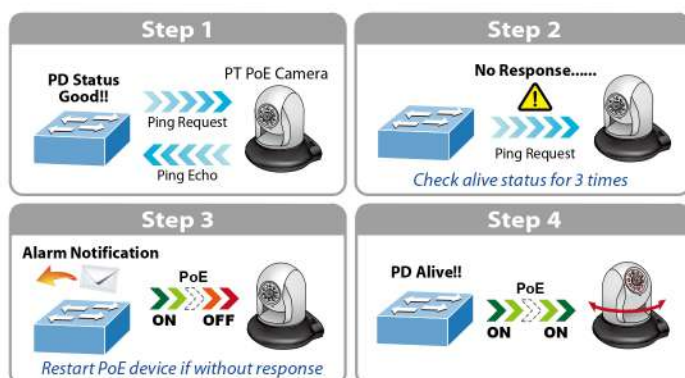 Step 1
PD Status
Good!!
PT PoE Camera
Ping Request
Ping Echo
Step 2
No Response......
Ping Request
Check alive status for 3 times
Step 3
Alarm Notification
PoE
ON OFF
Restart PoE device if without response
Step 4
PD Alive!!
PoE
ON ON